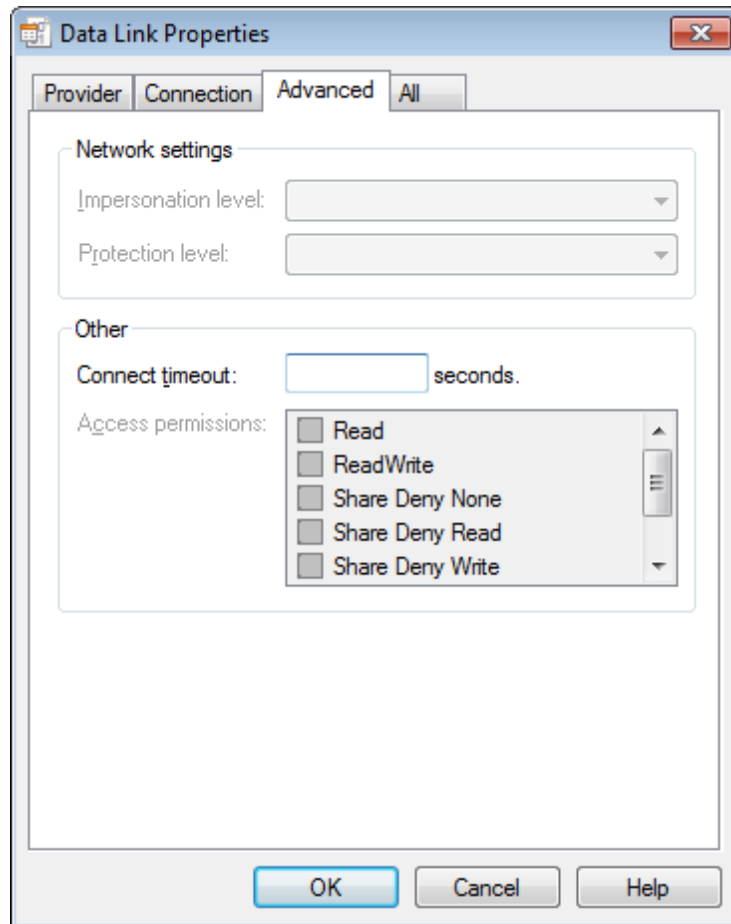 Data Link Properties
Provider Connection Advanced All
Network settings
Impersonation level:
Protection level:
Other
Connect timeout: seconds.
Access permissions:
Read
ReadWrite
Share Deny None
Share Deny Read
Share Deny Write
OK Cancel Help